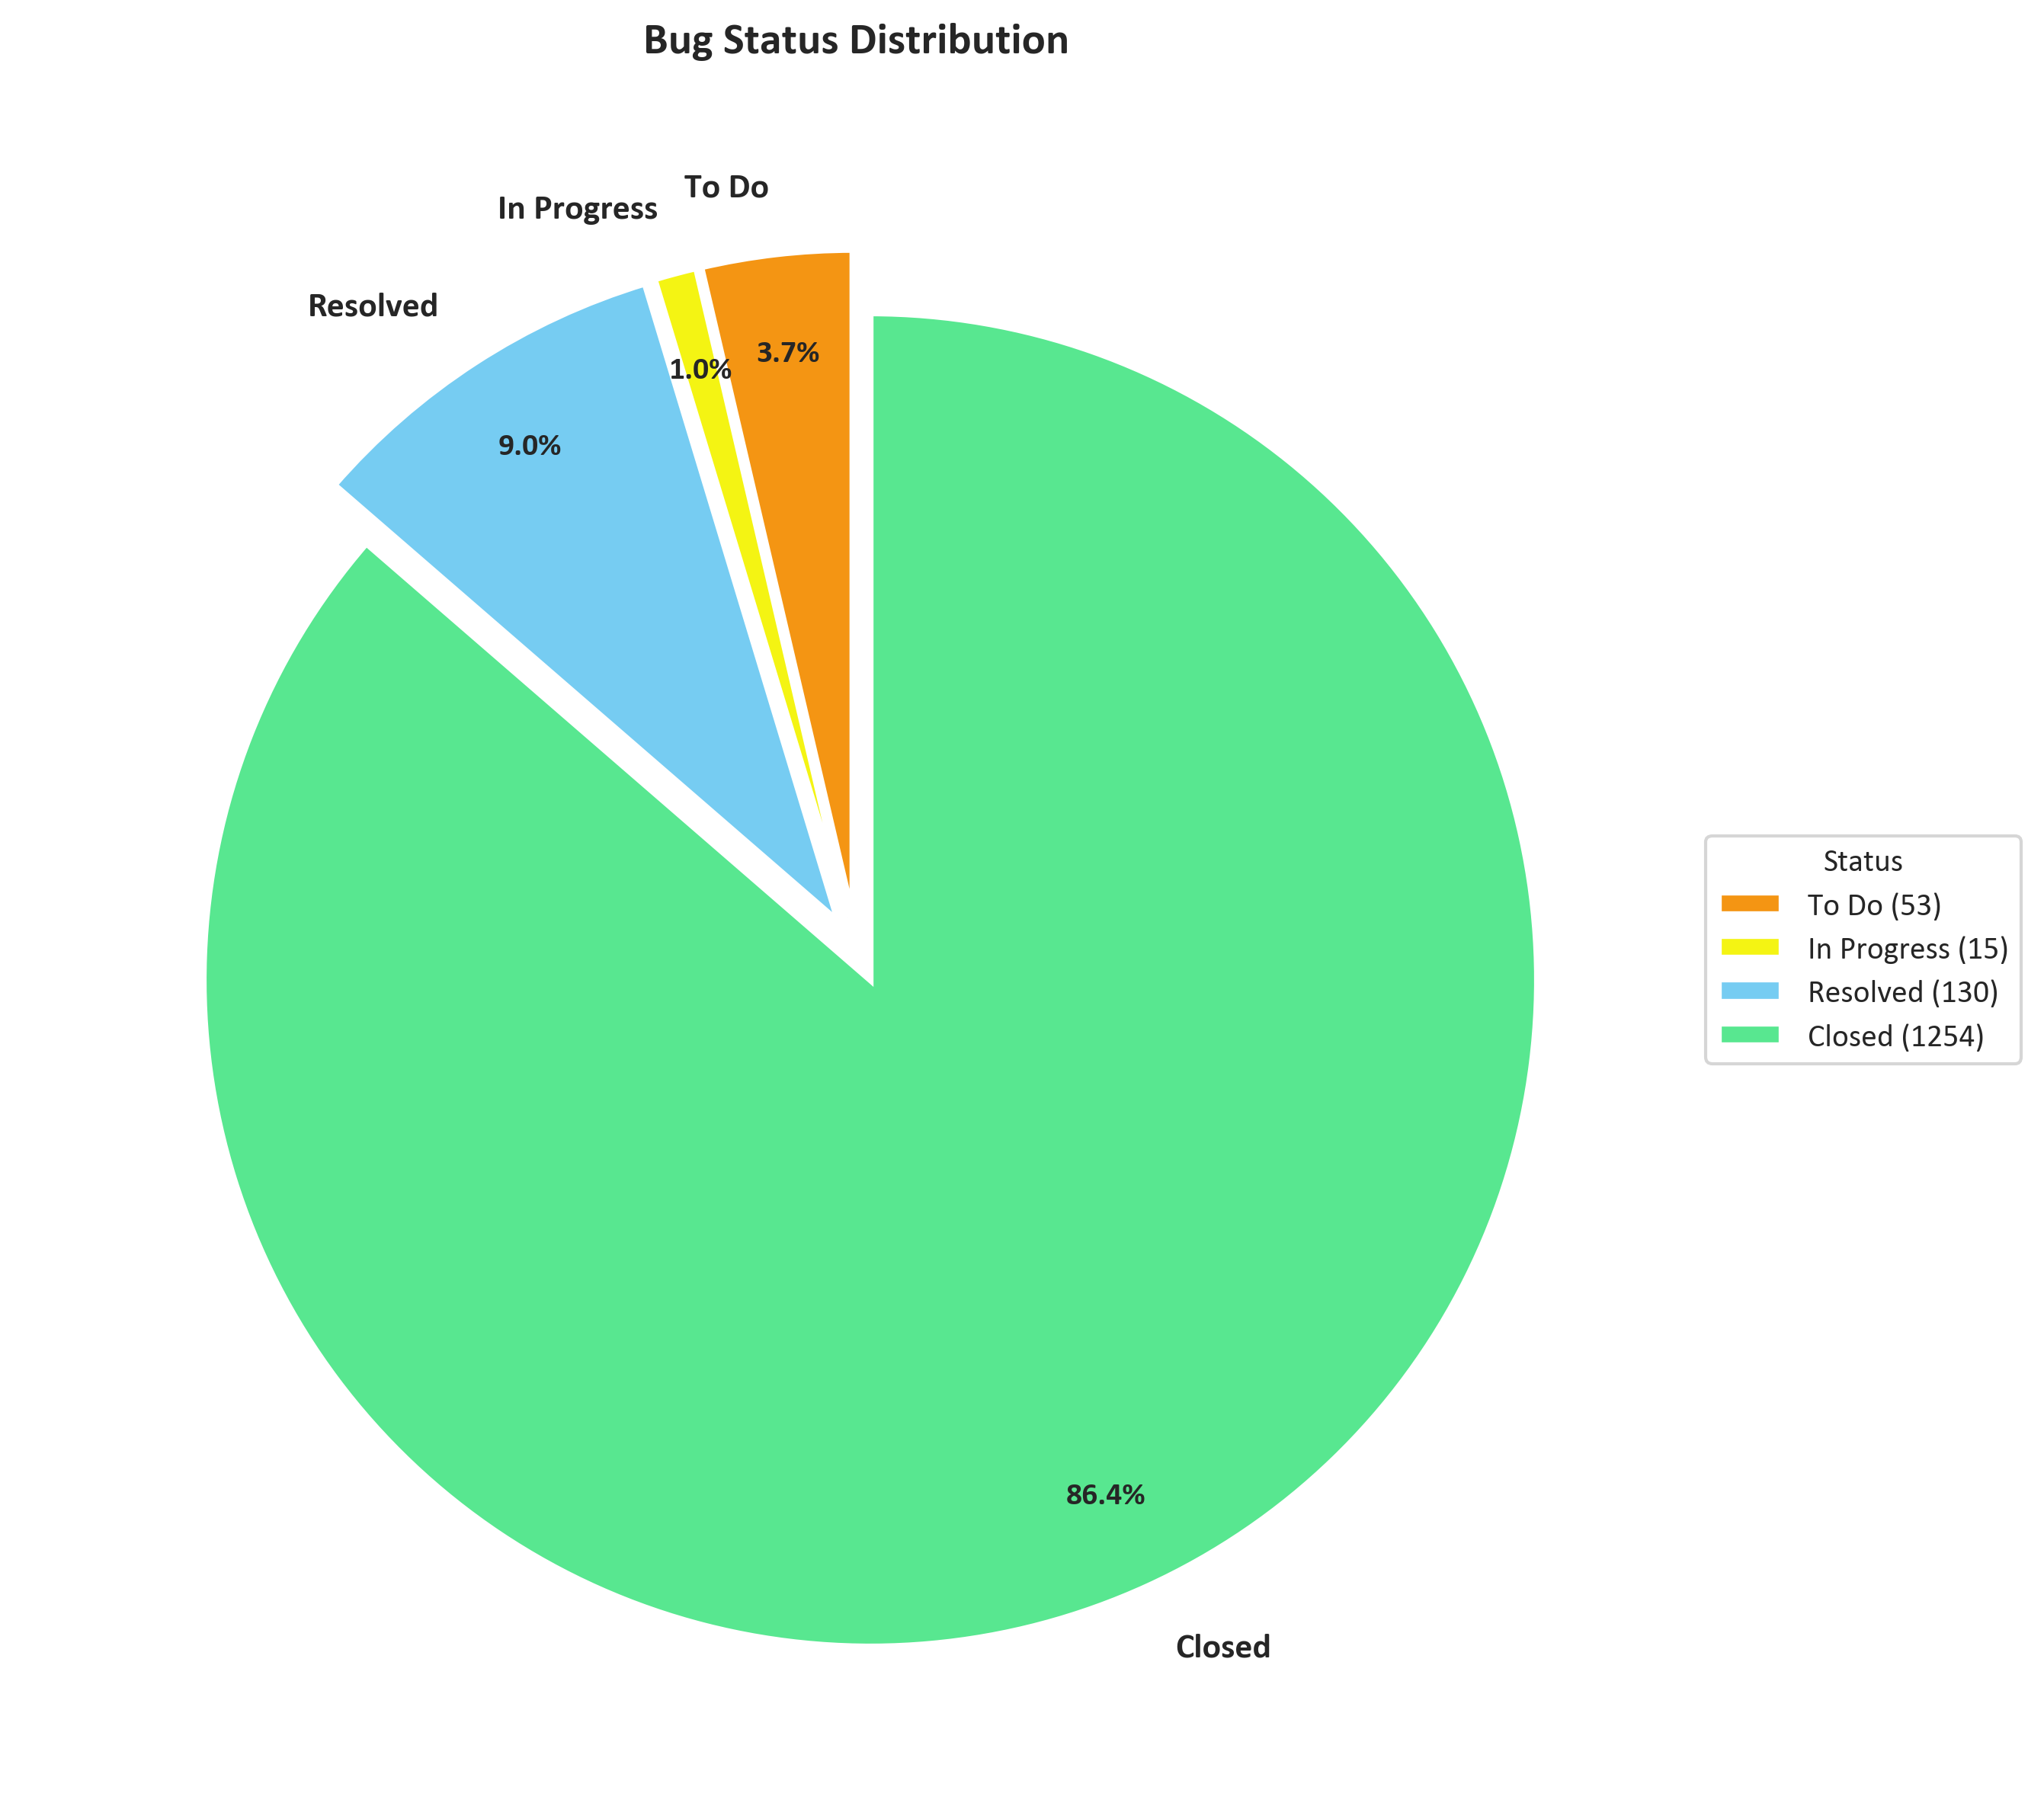 Bug Status Distribution
To Do
In Progress
Resolved
3.7%
1.0%
9.0%
Status
To Do (53)
In Progress (15)
Resolved (130)
Closed (1254)
86.4%
Closed